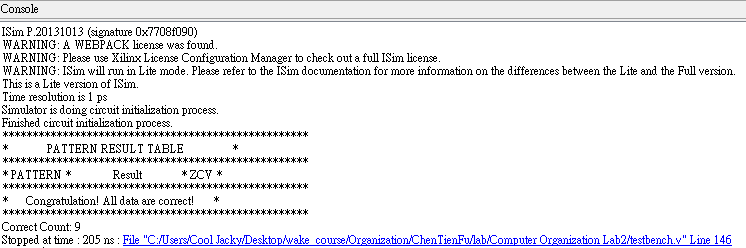 Console
ISim P.20131013 (signature 0x7708f090)
WARNING: A WEBPACK license was found.
WARNING: Please use Xilinx License Configuration Manager to check out a full ISim license.
WARNING: ISim will run in Lite mode. Please refer to the ISim documentation for more information on the differences between the Lite and the Full version.
This is a Lite version of ISim.
Time resolution is 1 ps
Simulator is doing circuit initialization process.
Finished circuit initialization process.
***************************************************
* PATTERN RESULT TABLE *
***************************************************
* PATTERN * Result * ZCV *
***************************************************
* Congratulation! All data are correct! *
***************************************************
Correct Count: 9
Stopped at time : 205 ns : File "C:/Users/Cool Jacky/Desktop/wake_course/Organization/ChenTienFu/lab/Computer Organization Lab2/testbench.v" Line 146